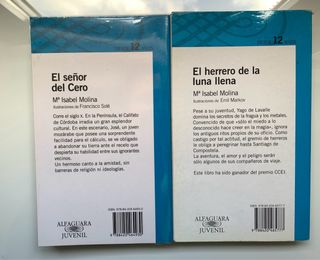 El señor
del Cero
Mª Isabel Molina
Ilustraciones de Francisco Solé
Corre el siglo X. En la Península, el Califato
de Córdoba irradia un gran esplendor
cultural. En este escenario, José, un joven
mozárabe que posee una sorprendente
facilidad para el cálculo, se ve obligado
a abandonar su tierra ante el recelo que
despierta su habilidad entre sus ignorantes
vecinos.
Un hermoso canto a la amistad, sin
barreras de religión ni ideologías.
ALFAGUARA
JUVENIL
12
El herrero de la
luna llena
Mª Isabel Molina
Ilustraciones de Emil Markov
Pese a su juventud, Yago de Lavalle
domina los secretos de la fragua y los metales.
Convencido de que «sólo el miedo a lo
desconocido hace creer en la magia», ignora
los antiguos ritos propios de su oficio. Como
castigo por tal actitud, el gremio de herreros
le obliga a peregrinar hasta Santiago de
Compostela.
La aventura, el amor y el peligro serán
sólo algunos de sus compañeros de viaje.
Este libro ha sido ganador del premio CCEI.
ALFAGUARA
JUVENIL